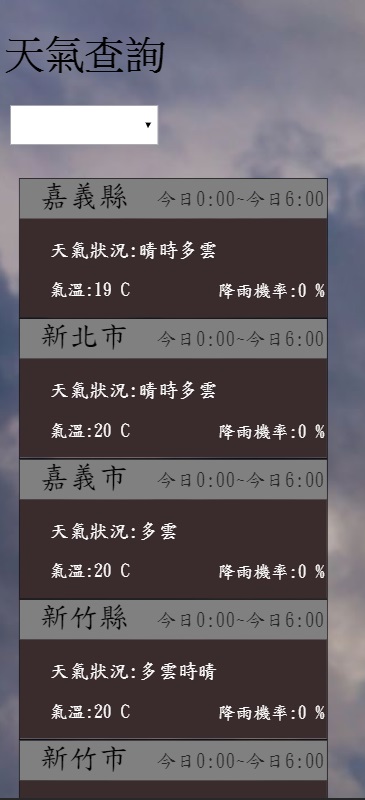 天氣查詢
嘉義縣 今日0:00~今日6:00
天氣狀況:晴時多雲
氣溫:19 C 降雨機率:0 %
新北市 今日0:00~今日6:00
天氣狀況:晴時多雲
氣溫:20 C 降雨機率:0 %
嘉義市 今日0:00~今日6:00
天氣狀況:多雲
氣溫:20 C 降雨機率:0 %
新竹縣 今日0:00~今日6:00
天氣狀況:多雲時晴
氣溫:20 C 降雨機率:0 %
新竹市 今日0:00~今日6:00